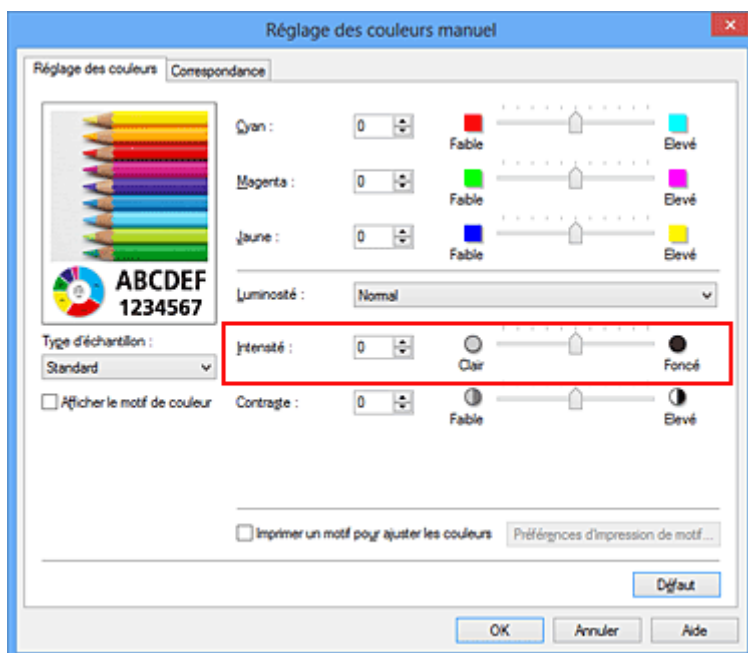 Réglage des couleurs manuel
Réglage des couleurs Correspondance
Cyan : 0 Faible Elevé
Magenta : 0 Faible Elevé
Jaune : 0 Faible Elevé
ABCDEF
1234567
Luminosité : Normal
Type d'échantillon :
Standard
Intensité : 0 Clair Foncé
Afficher le motif de couleur
Contraste : 0 Faible Elevé
Imprimer un motif pour ajuster les couleurs Préférences d'impression de motif...
Défaut
OK Annuler Aide